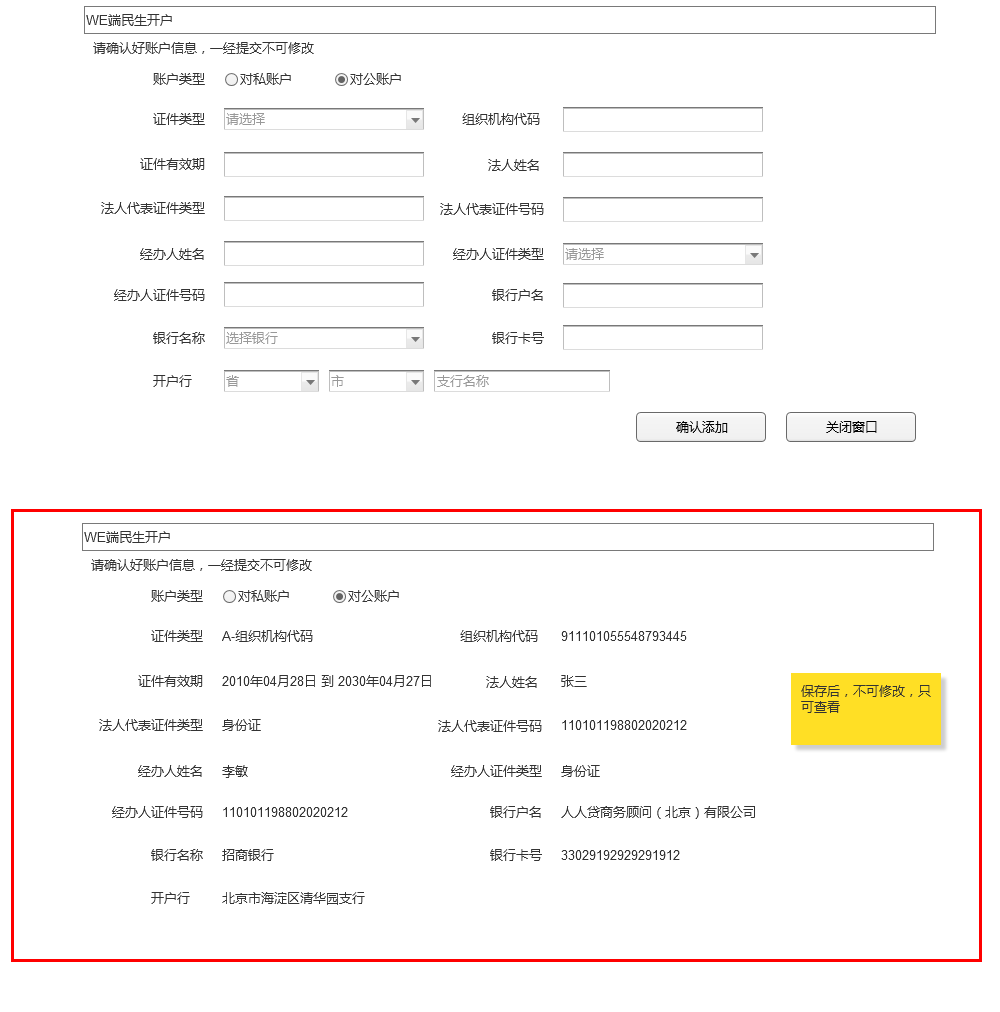 WE端民生开户
请确认好账户信息，一经提交不可修改
账户类型 对私账户 对公账户
证件类型 请选择 组织机构代码
证件有效期 法人姓名
法人代表证件类型 法人代表证件号码
经办人姓名 经办人证件类型 请选择
经办人证件号码 银行户名
银行名称 选择银行 银行卡号
开户行 省 市 支行名称
确认添加 关闭窗口
WE端民生开户
请确认好账户信息，一经提交不可修改
账户类型 对私账户 对公账户
证件类型 A-组织机构代码 组织机构代码 911101055548793445
证件有效期 2010年04月28日 到 2030年04月27日 法人姓名 张三
保存后，不可修改，只
可查看
法人代表证件类型 身份证 法人代表证件号码 110101198802020212
经办人姓名 李敏 经办人证件类型 身份证
经办人证件号码 110101198802020212 银行户名 人人贷商务顾问（北京）有限公司
银行名称 招商银行 银行卡号 33029192929291912
开户行 北京市海淀区清华园支行